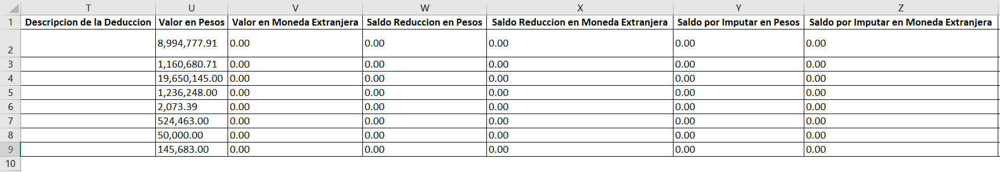 T U V W X Y Z
1 Descripcion de la Deduccion Valor en Pesos Valor en Moneda Extranjera Saldo Reduccion en Pesos Saldo Reduccion en Moneda Extranjera Saldo por Imputar en Pesos Saldo por Imputar en Moneda Extranjera
2 8,994,777.91 0.00 0.00 0.00 0.00 0.00
3 1,160,680.71 0.00 0.00 0.00 0.00 0.00
4 19,650,145.00 0.00 0.00 0.00 0.00 0.00
5 1,236,248.00 0.00 0.00 0.00 0.00 0.00
6 2,073.39 0.00 0.00 0.00 0.00 0.00
7 524,463.00 0.00 0.00 0.00 0.00 0.00
8 50,000.00 0.00 0.00 0.00 0.00 0.00
9 145,683.00 0.00 0.00 0.00 0.00 0.00
10